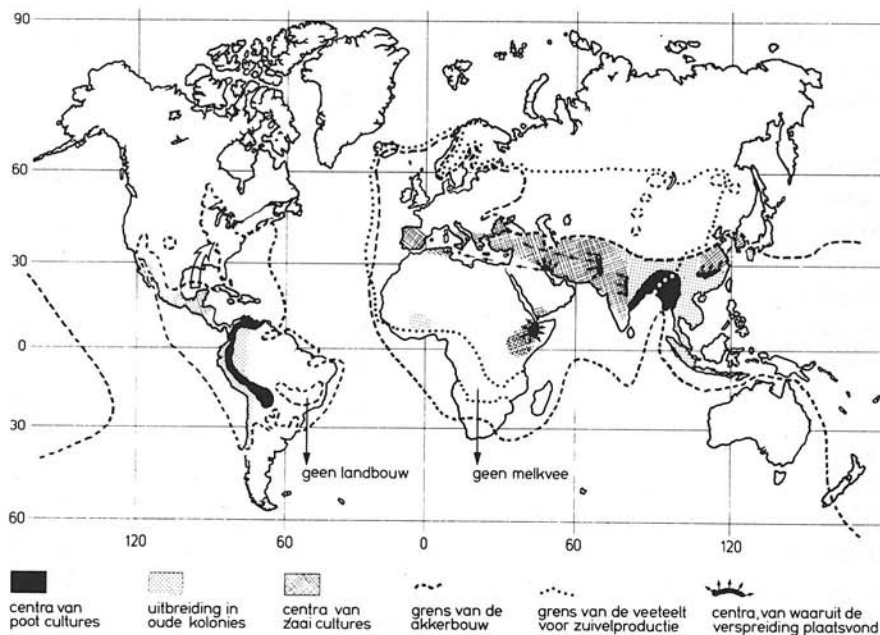 90
60
30
0
30
60
geen landbouw
geen melkvee
120
60
0
60
120
centra van
poot cultures
uitbreiding in
oude kolonies
centra van
zaai cultures
grens van de
akkerbouw
grens van de veeteelt
voor zuivelproductie
centra, van waaruit de
verspreiding plaatsvond